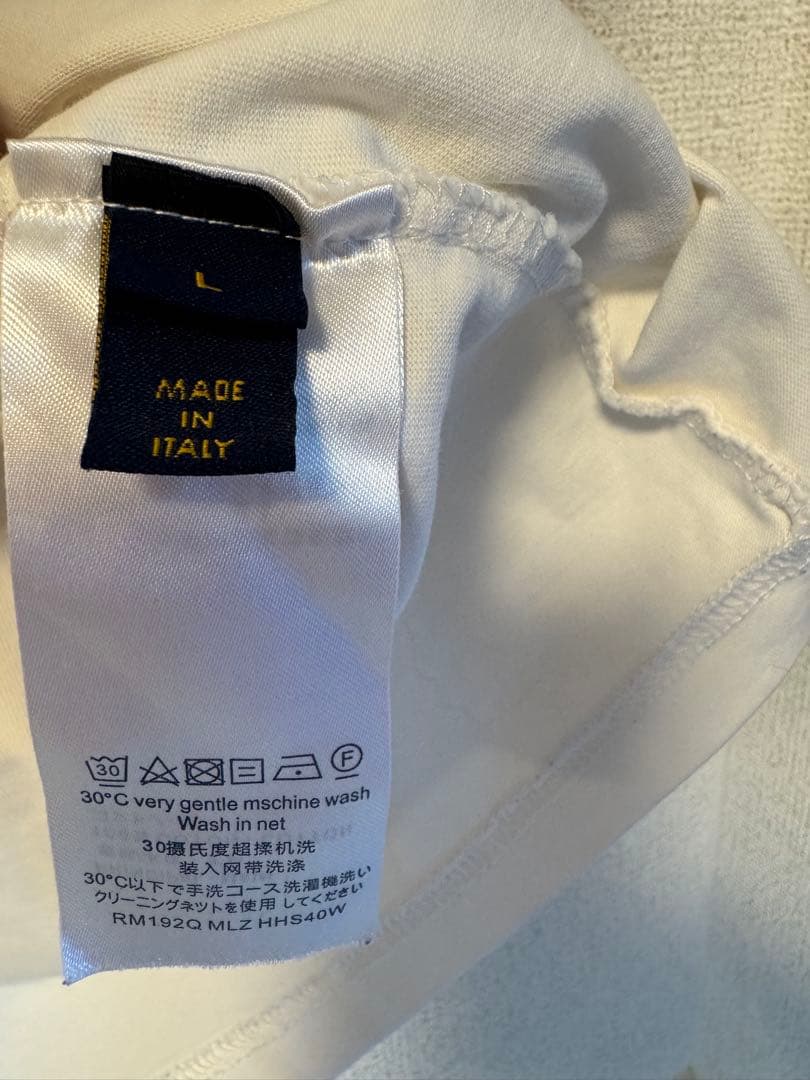 L
MADE
IN
ITALY
30
F
30°C very gentle mschine wash
Wash in net
30摄氏度超揉机洗
装入网带洗涤
30°C以下で手洗コース洗濯機洗い
クリーニングネットを使用 してください
RM192Q MLZ HHS40W